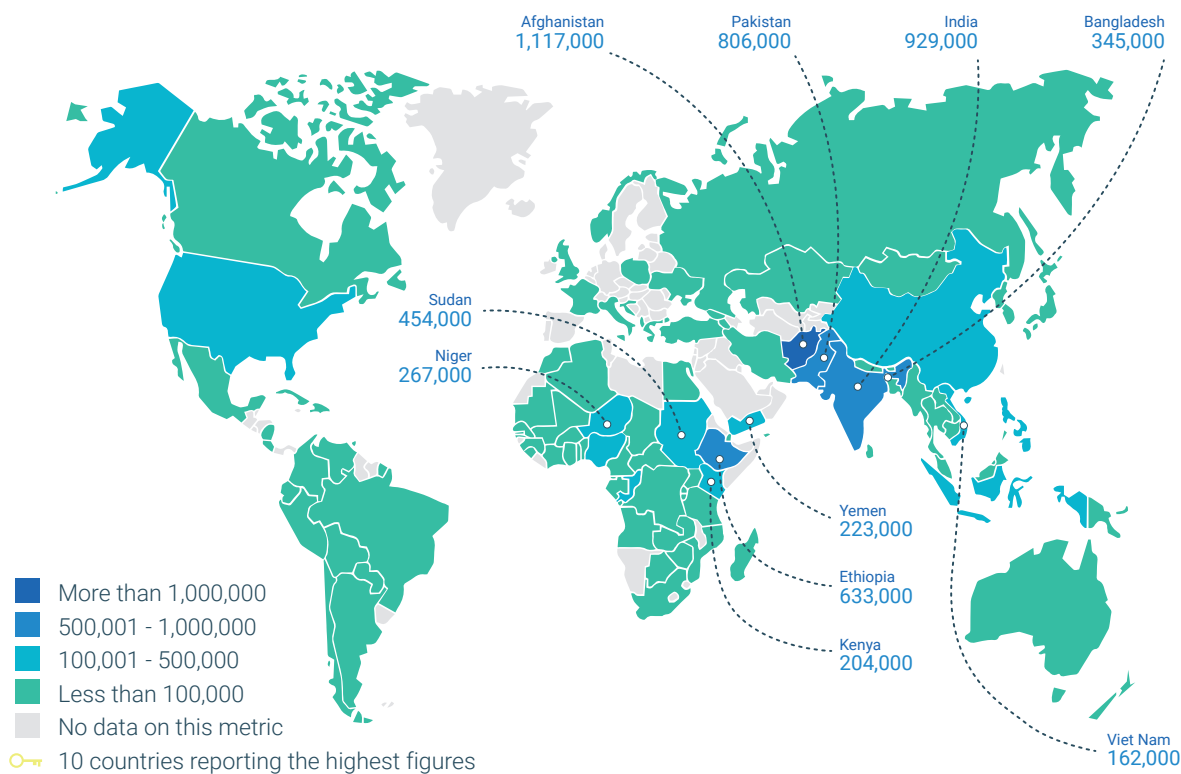 Afghanistan
1,117,000
Pakistan
806,000
India
929,000
Bangladesh
345,000
Sudan
454,000
Niger
267,000
Yemen
223,000
Ethiopia
633,000
Kenya
204,000
Viet Nam
162,000
More than 1,000,000
500,001 - 1,000,000
100,001 - 500,000
Less than 100,000
No data on this metric
10 countries reporting the highest figures